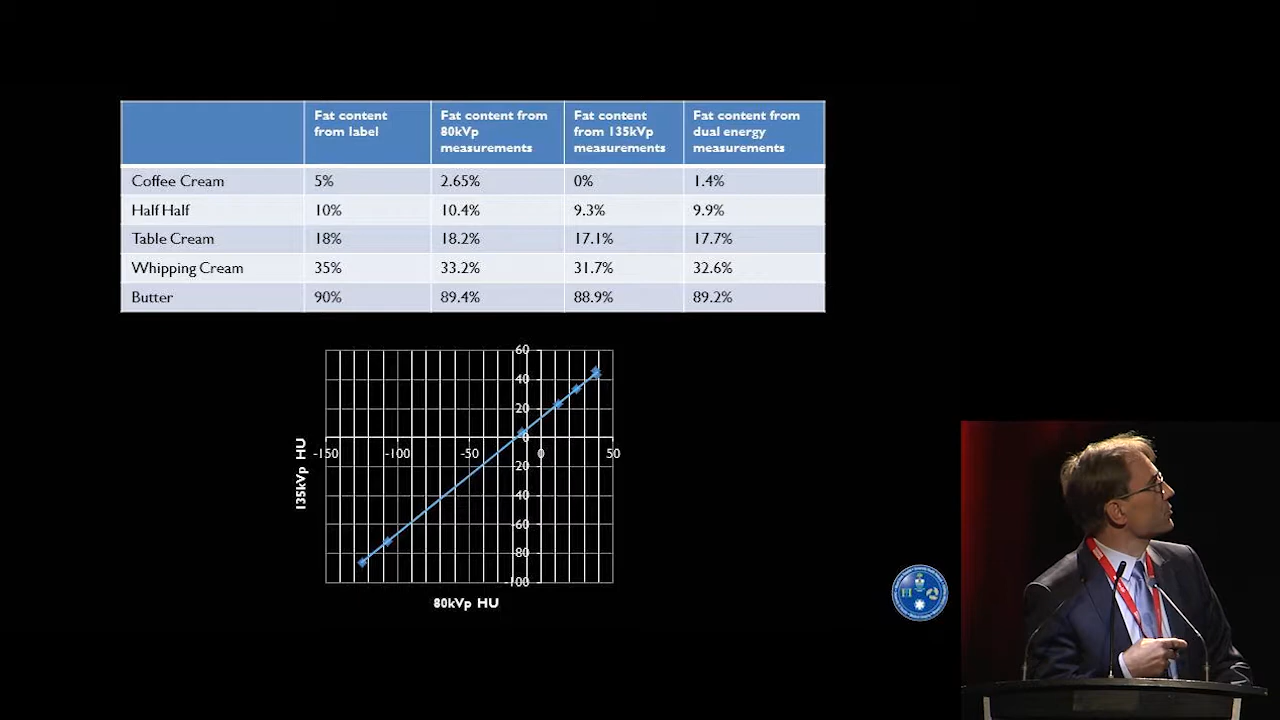 Fat content from label
Fat content from 80kVp measurements
Fat content from 135kVp measurements
Fat content from dual energy measurements
Coffee Cream 5% 2.65% 0% 1.4%
Half Half 10% 10.4% 9.3% 9.9%
Table Cream 18% 18.2% 17.1% 17.7%
Whipping Cream 35% 33.2% 31.7% 32.6%
Butter 90% 89.4% 88.9% 89.2%
60
40
20
0
-150 -100 -50 0 50
-20
-40
-60
-80
-100
135kVp HU
80kVp HU